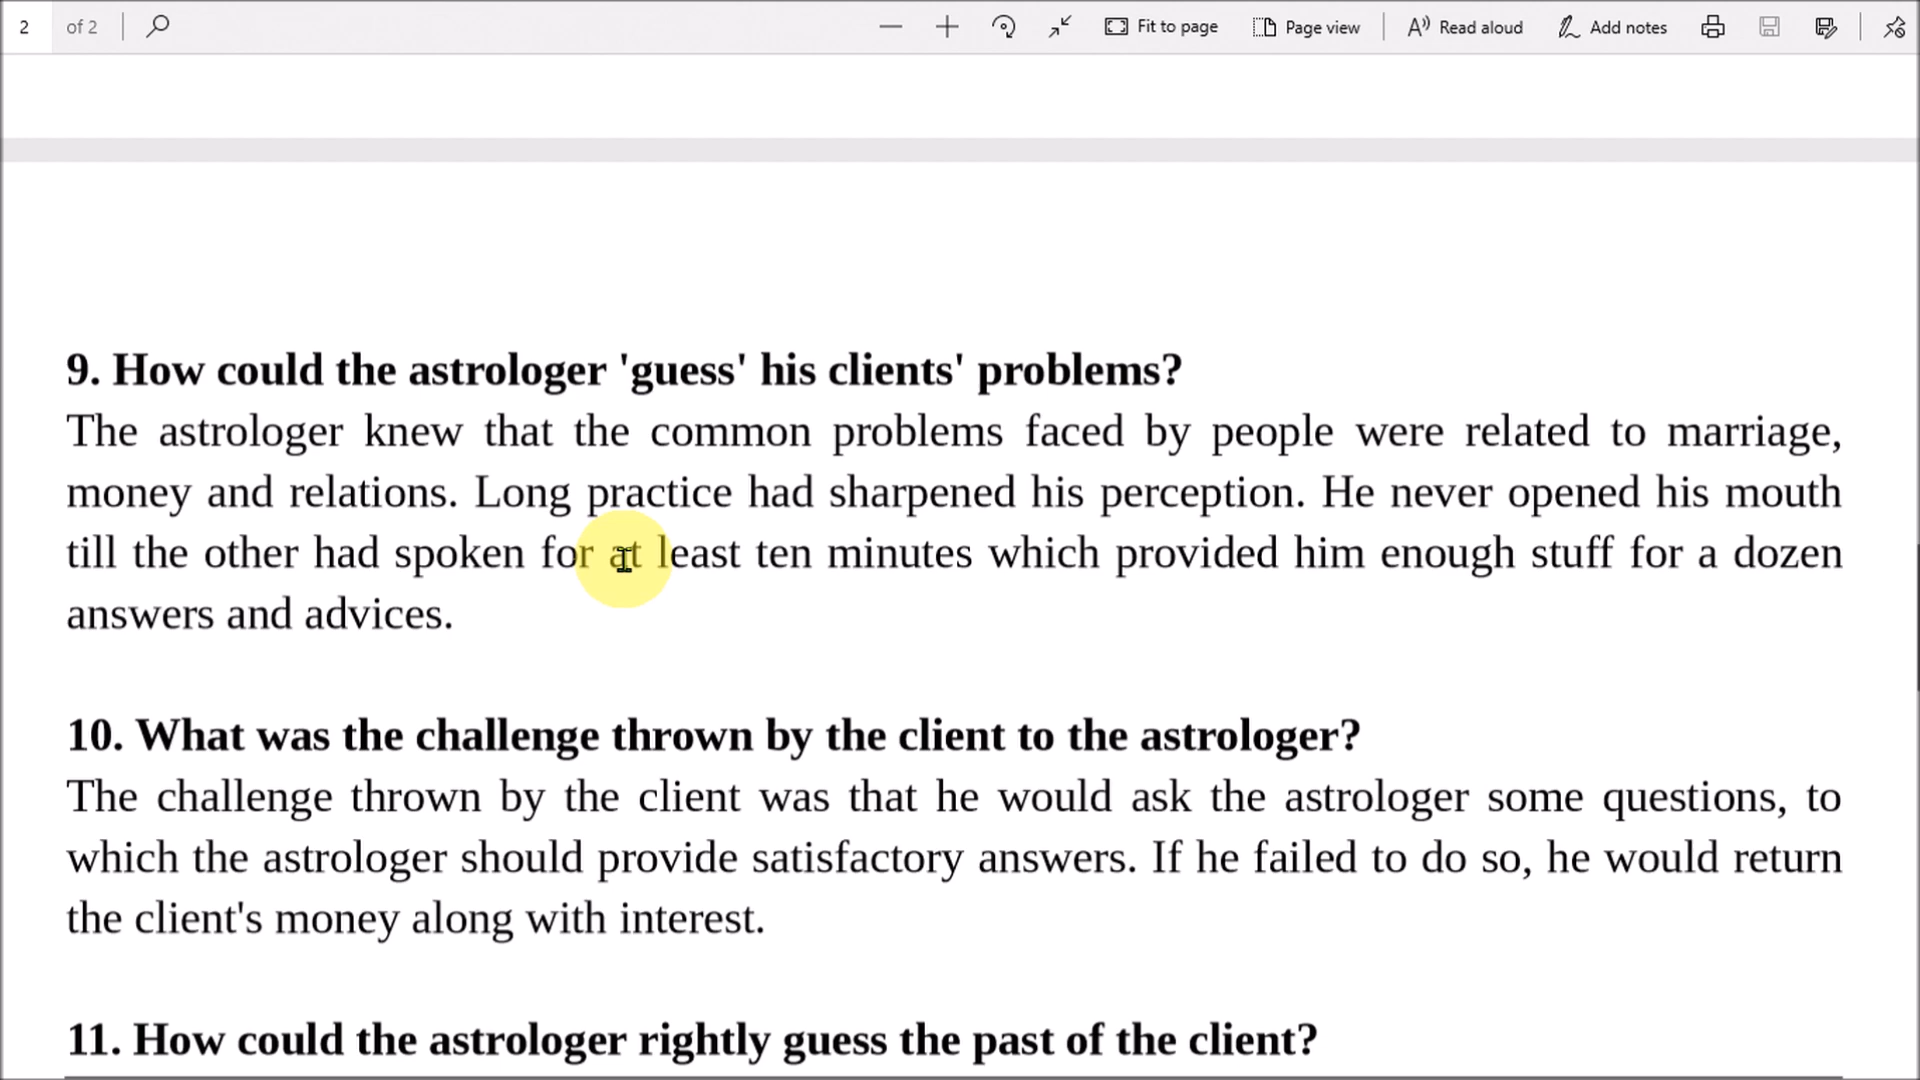 2 of 2 Fit to page Page view Read aloud Add notes
9. How could the astrologer 'guess' his clients' problems?
The astrologer knew that the common problems faced by people were related to marriage,
money and relations. Long practice had sharpened his perception. He never opened his mouth
till the other had spoken for at least ten minutes which provided him enough stuff for a dozen
answers and advices.
10. What was the challenge thrown by the client to the astrologer?
The challenge thrown by the client was that he would ask the astrologer some questions, to
which the astrologer should provide satisfactory answers. If he failed to do so, he would return
the client's money along with interest.
11. How could the astrologer rightly guess the past of the client?